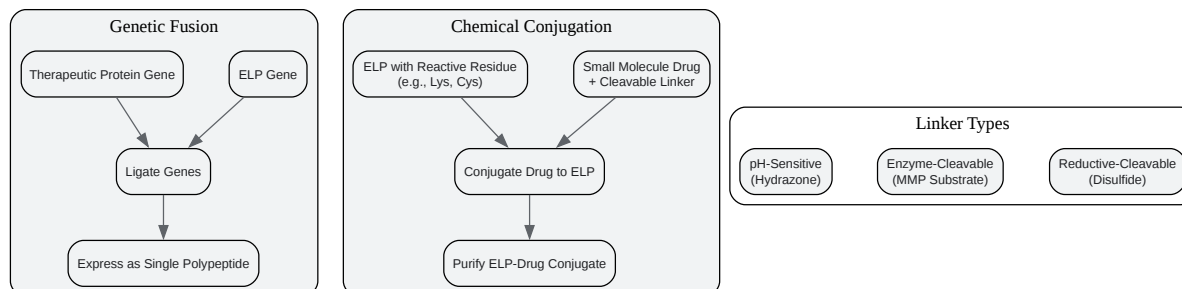 Genetic Fusion
Therapeutic Protein Gene
ELP Gene
Ligate Genes
Express as Single Polypeptide
Chemical Conjugation
ELP with Reactive Residue
(e.g., Lys, Cys)
Small Molecule Drug
+ Cleavable Linker
Conjugate Drug to ELP
Purify ELP-Drug Conjugate
Linker Types
pH-Sensitive
(Hydrazone)
Enzyme-Cleavable
(MMP Substrate)
Reductive-Cleavable
(Disulfide)